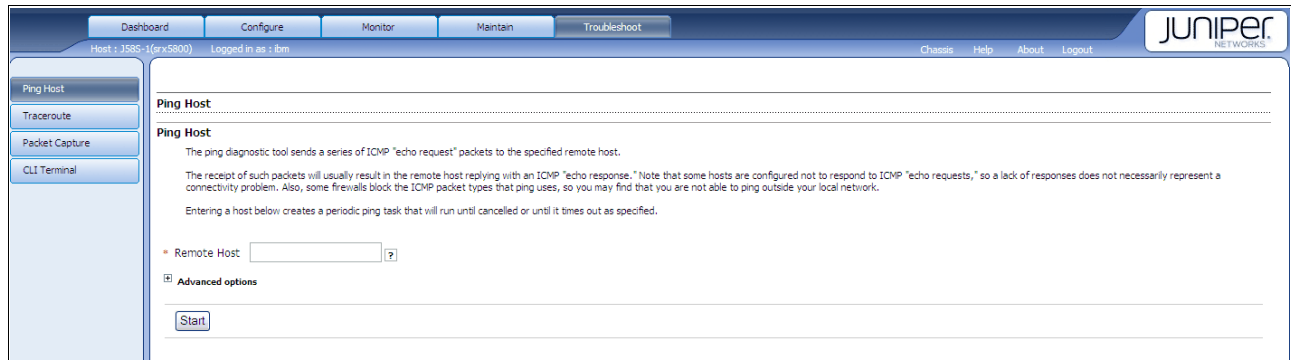 Dashboard Configure Monitor Maintain Troubleshoot
JUNIPER
NETWORKS
Host : J58S-1(srx5800) Logged in as : ibm Chassis Help About Logout
Ping Host
Traceroute
Packet Capture
CLI Terminal
Ping Host
Ping Host
The ping diagnostic tool sends a series of ICMP "echo request" packets to the specified remote host.
The receipt of such packets will usually result in the remote host replying with an ICMP "echo response." Note that some hosts are configured not to respond to ICMP "echo requests," so a lack of responses does not necessarily represent a
connectivity problem. Also, some firewalls block the ICMP packet types that ping uses, so you may find that you are not able to ping outside your local network.
Entering a host below creates a periodic ping task that will run until cancelled or until it times out as specified.
* Remote Host ?
+ Advanced options
Start